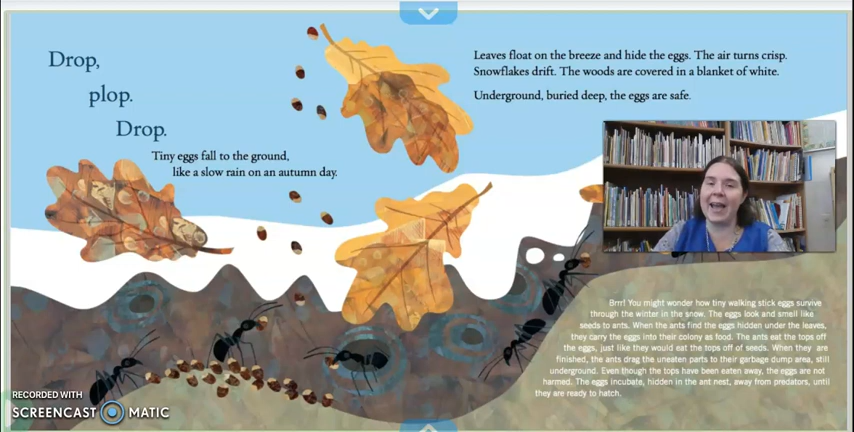 Drop,
plop.
Drop.
Tiny eggs fall to the ground,
like a slow rain on an autumn day.
Leaves float on the breeze and hide the eggs. The air turns crisp.
Snowflakes drift. The woods are covered in a blanket of white.
Underground, buried deep, the eggs are safe.
Brrr! You might wonder how tiny walking stick eggs survive
through the winter in the snow. The eggs look and smell like
seeds to ants. When the ants find the eggs hidden under the leaves,
they carry the eggs into their colony as food. The ants eat the tops off
the eggs, just like they would eat the tops off of seeds. When they are
finished, the ants drag the uneaten parts to their garbage dump area, still
underground. Even though the tops have been eaten away, the eggs are not
harmed. The eggs incubate, hidden in the ant nest, away from predators, until
they are ready to hatch.
RECORDED WITH
SCREENCAST MATIC